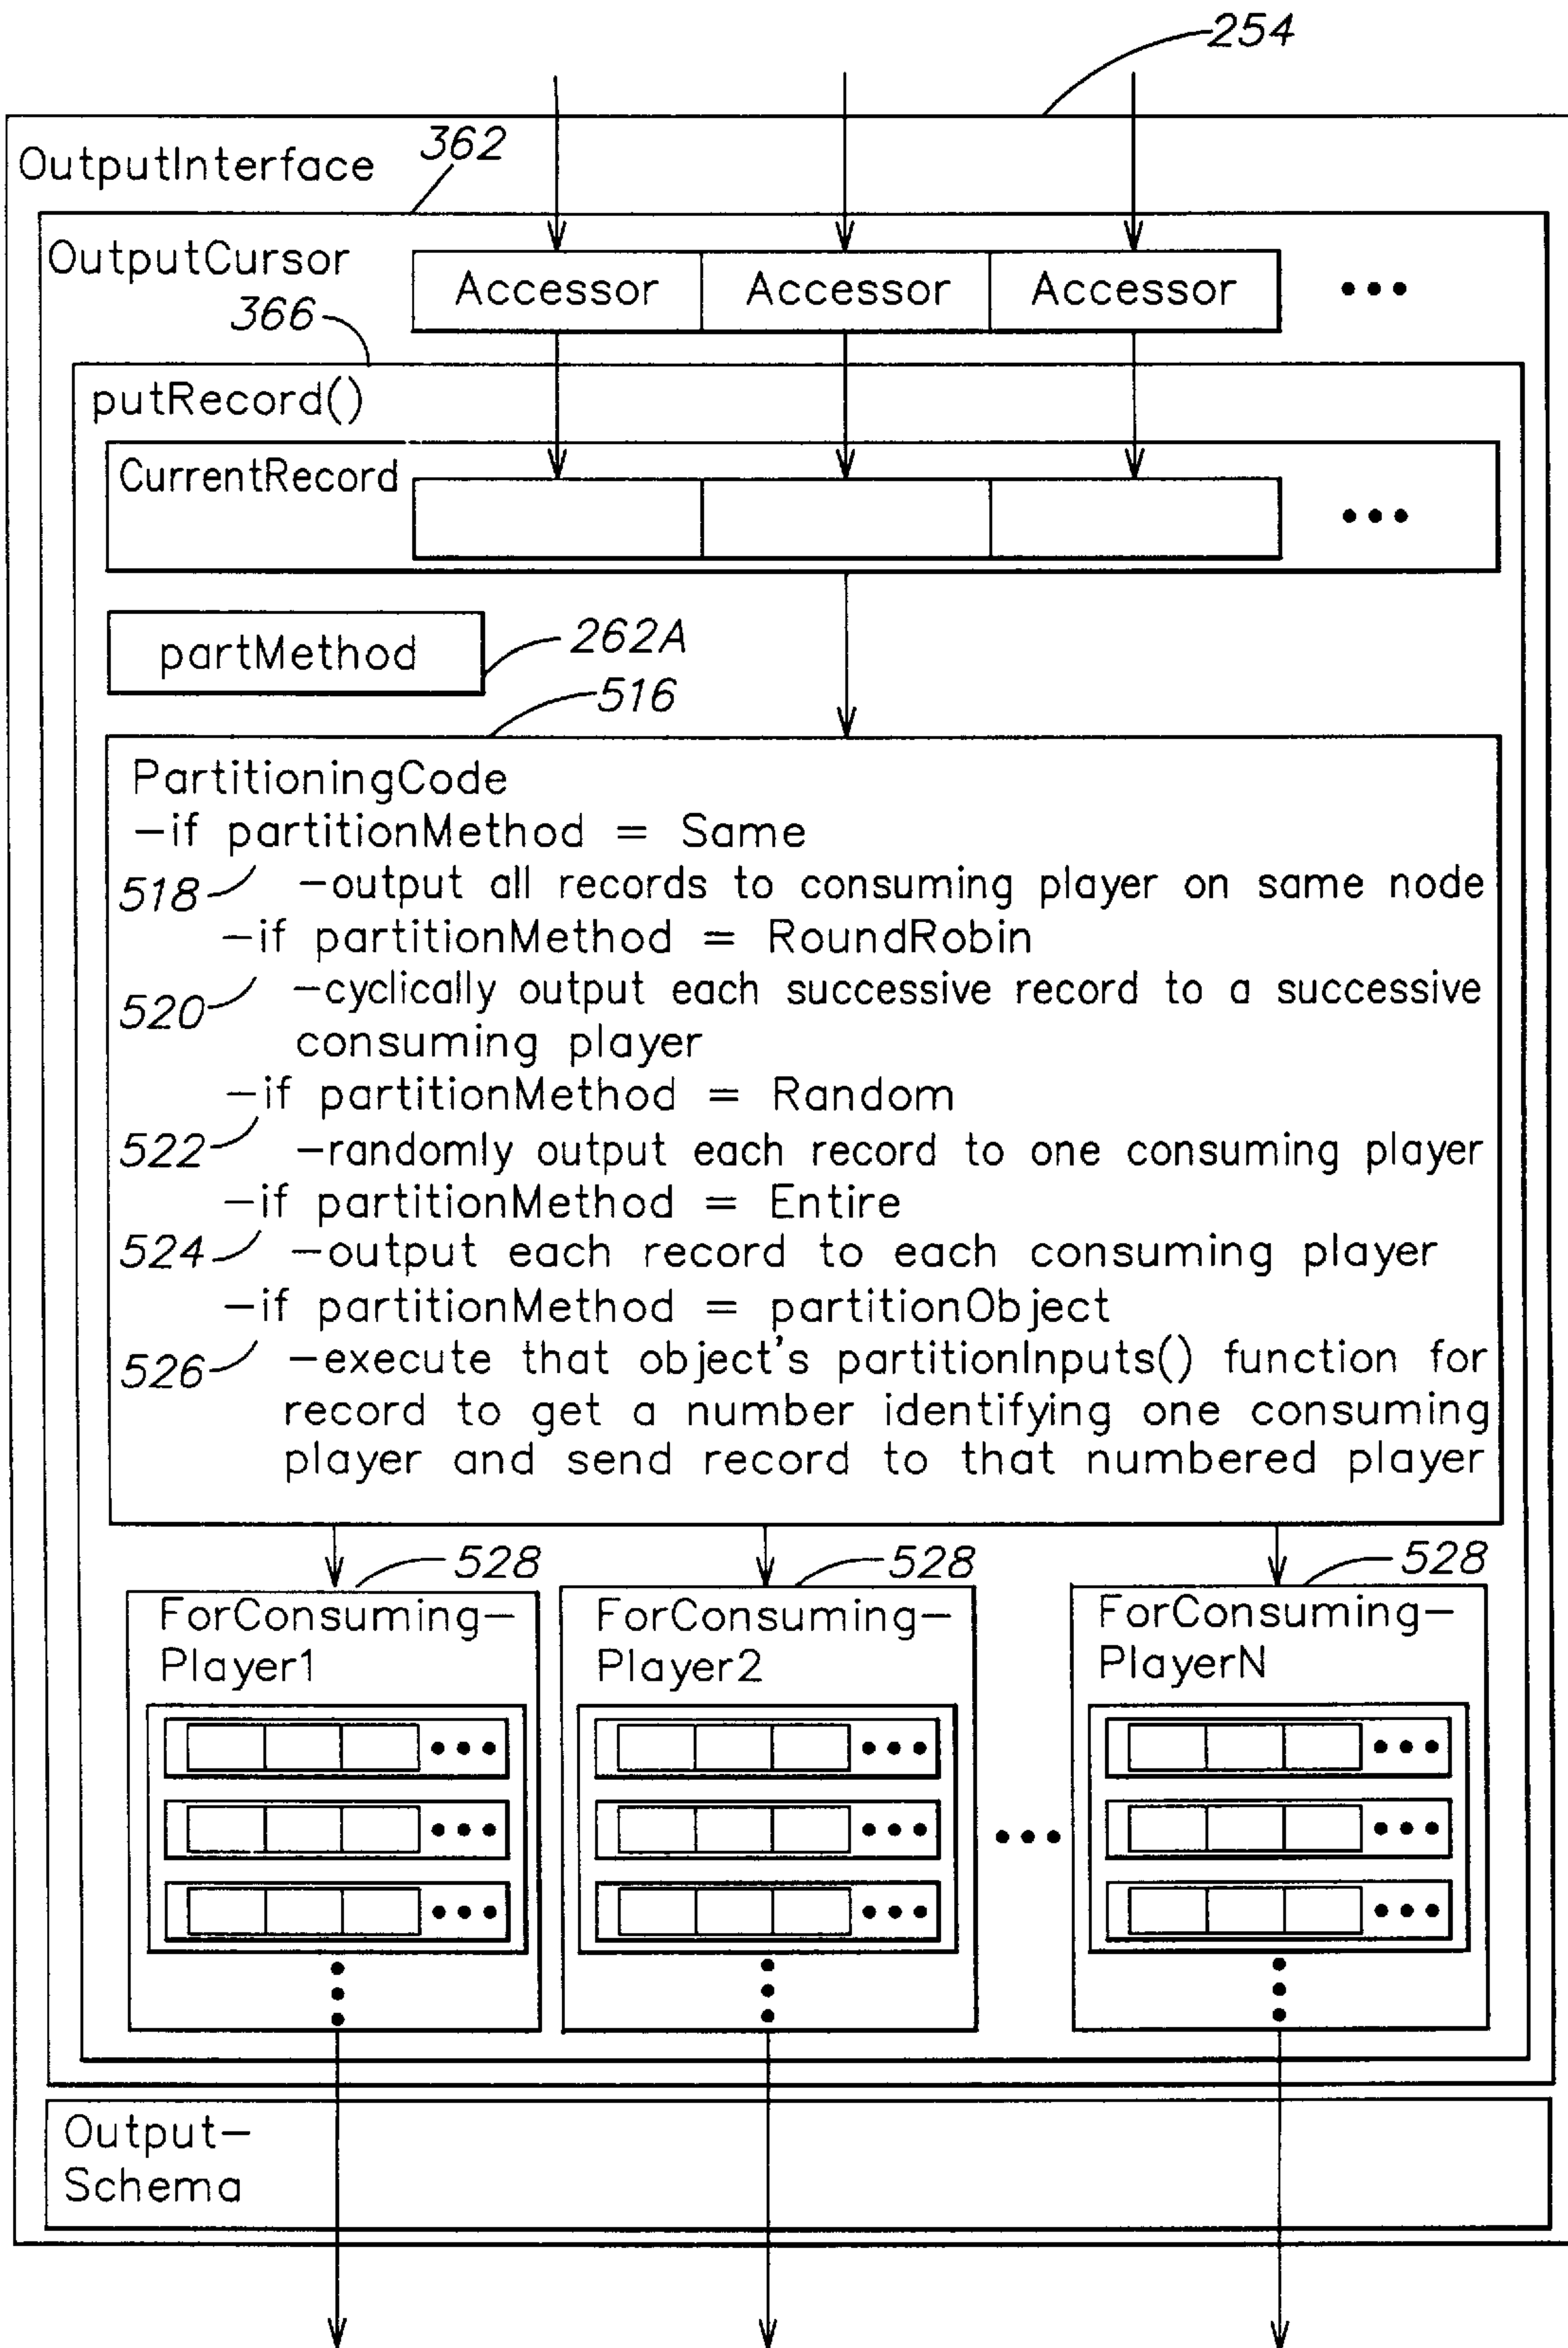 254
OutputInterface
362
OutputCursor
Accessor Accessor Accessor •••
366
putRecord()
CurrentRecord
•••
partMethod
262A
516
PartitioningCode
-if partitionMethod = Same
518 -output all records to consuming player on same node
-if partitionMethod = RoundRobin
520 -cyclically output each successive record to a successive
consuming player
-if partitionMethod = Random
522 -randomly output each record to one consuming player
-if partitionMethod = Entire
524 -output each record to each consuming player
-if partitionMethod = partitionObject
526 -execute that object's partitionInputs() function for
record to get a number identifying one consuming
player and send record to that numbered player
528 528 528
ForConsuming-
Player1
ForConsuming-
Player2
ForConsuming-
PlayerN
Output-
Schema